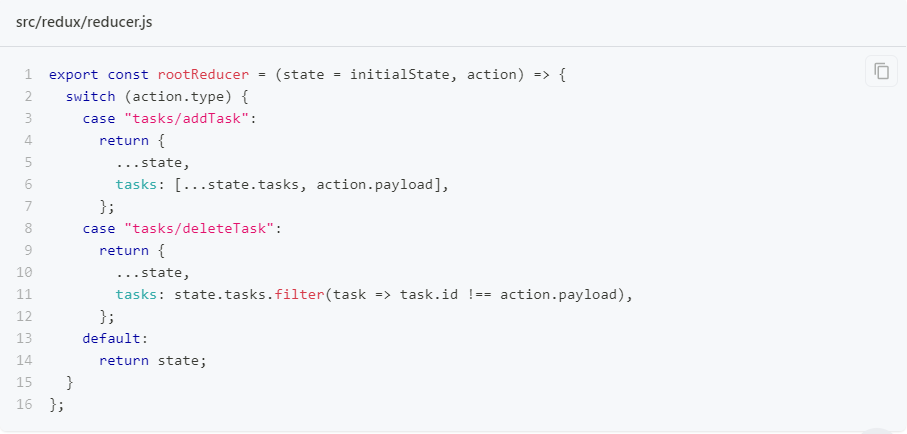 src/redux/reducer.js
1 export const rootReducer = (state = initialState, action) => {
2   switch (action.type) {
3     case "tasks/addTask":
4       return {
5         ...state,
6         tasks: [...state.tasks, action.payload],
7       };
8     case "tasks/deleteTask":
9       return {
10         ...state,
11         tasks: state.tasks.filter(task => task.id !== action.payload),
12       };
13     default:
14       return state;
15   }
16 };